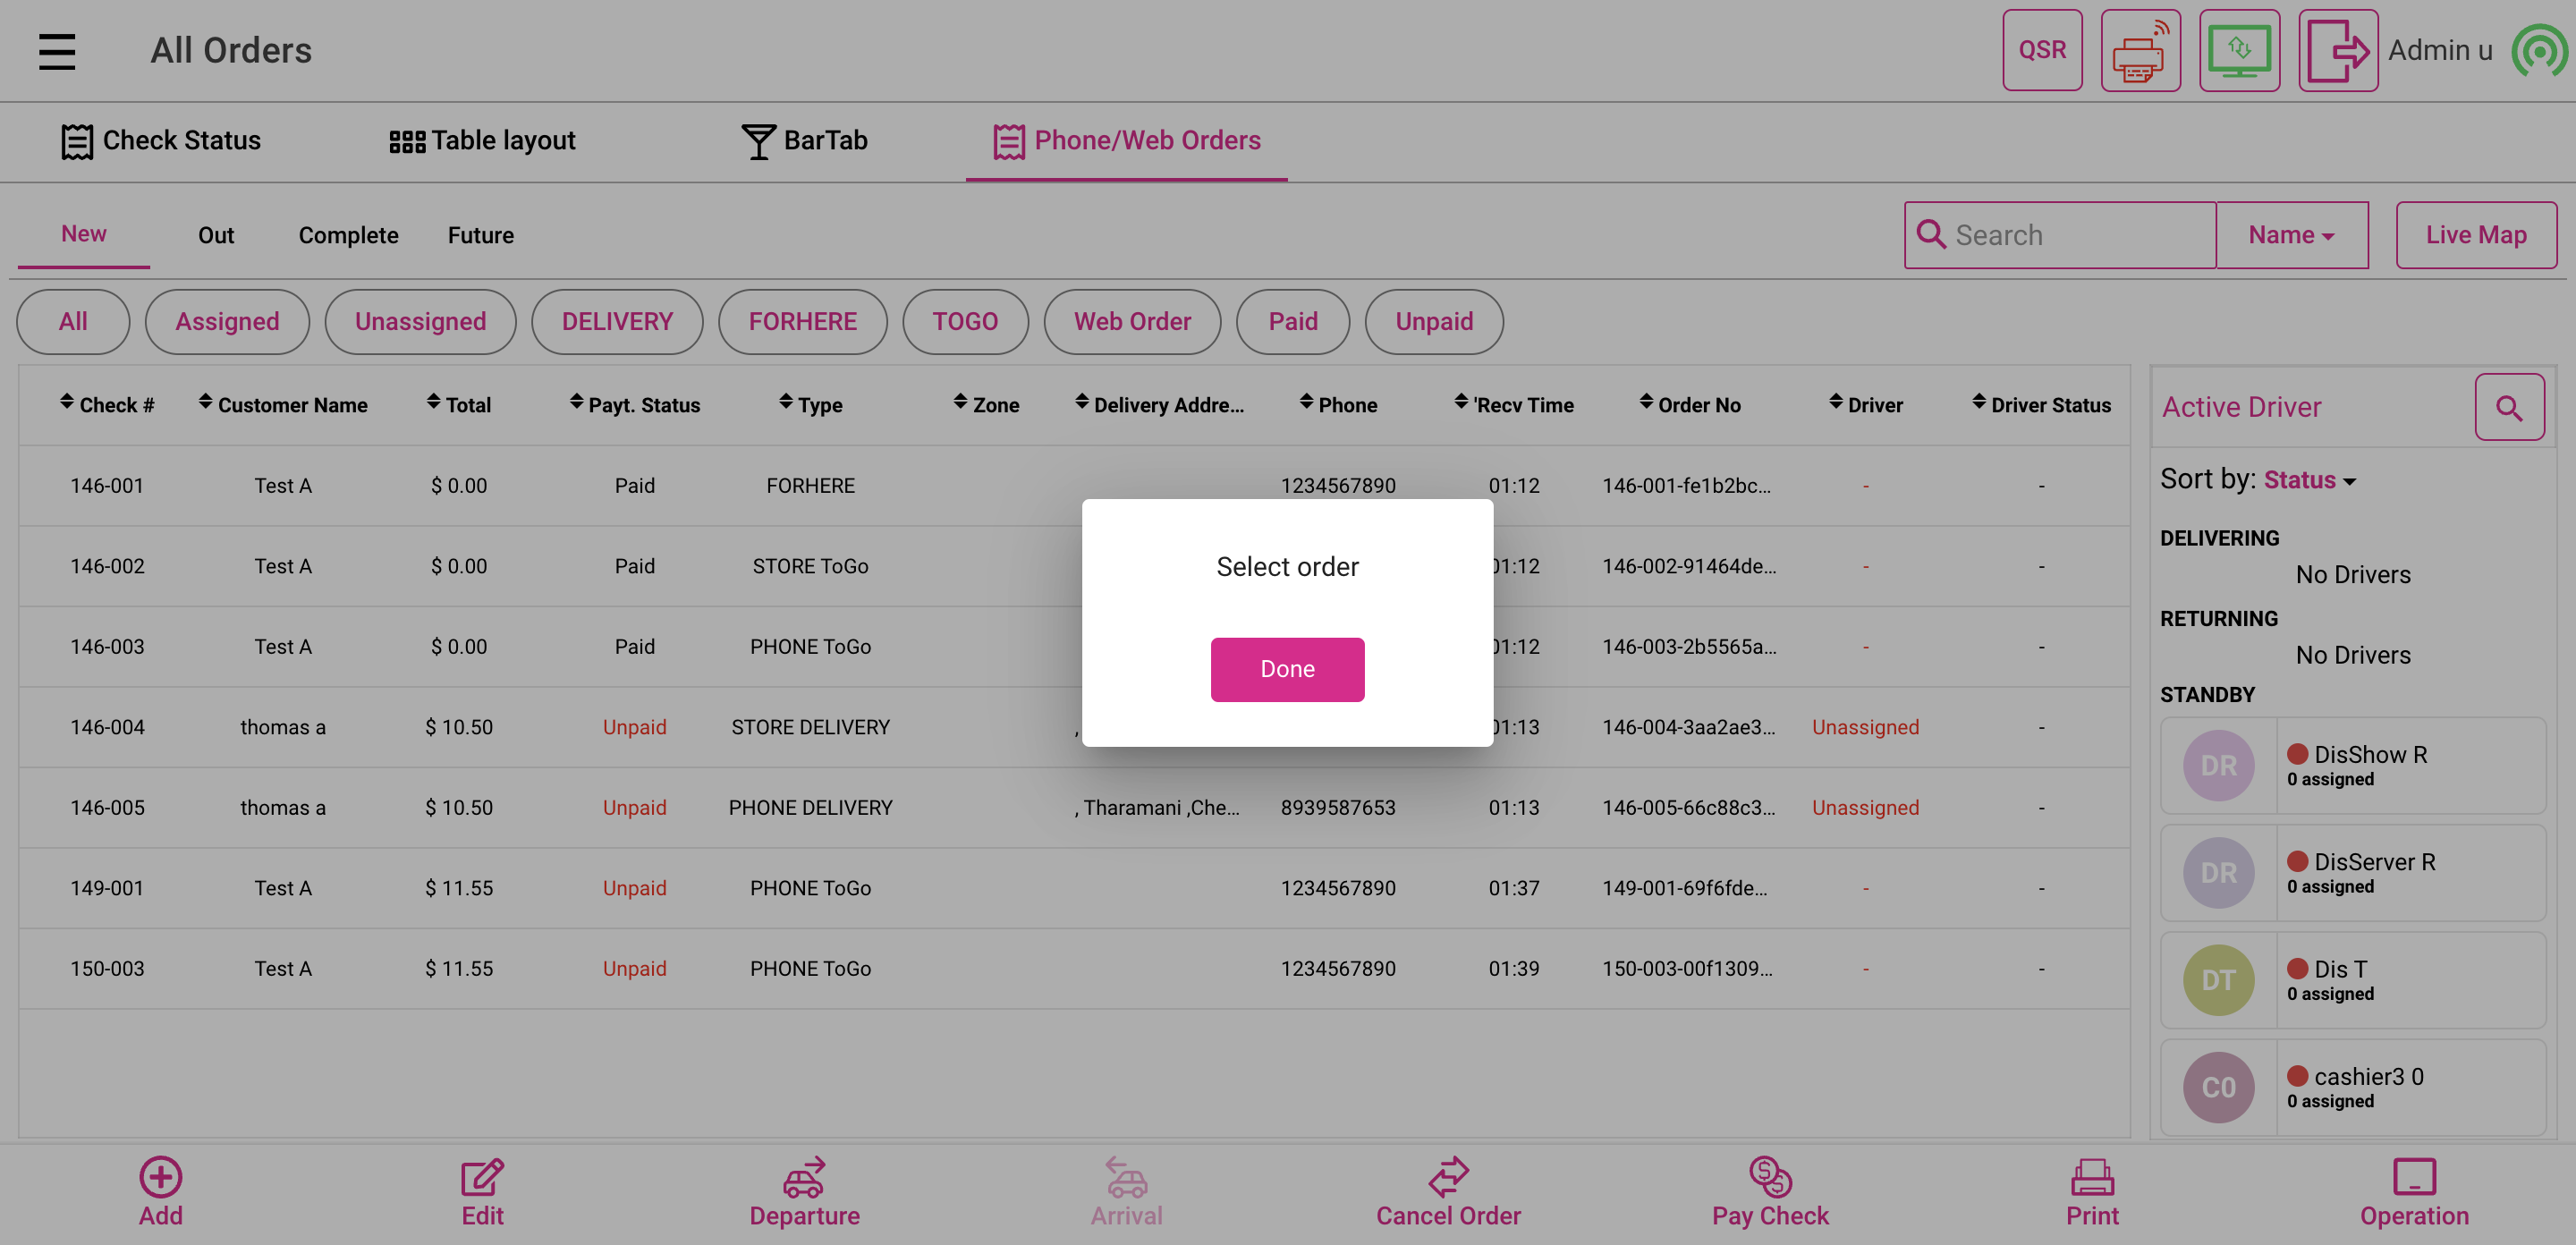 All Orders
QSR
Admin u
Check Status
Table layout
BarTab
Phone/Web Orders
New
Out
Complete
Future
Search
Name
Live Map
All
Assigned
Unassigned
DELIVERY
FORHERE
TOGO
Web Order
Paid
Unpaid
Check # Customer Name Total Payt. Status Type Zone Delivery Addre... Phone 'Recv Time Order No Driver Driver Status
146-001 Test A $ 0.00 Paid FORHERE 1234567890 01:12 146-001-fe1b2bc... - -
146-002 Test A $ 0.00 Paid STORE ToGo 01:12 146-002-91464de... - -
146-003 Test A $ 0.00 Paid PHONE ToGo 01:12 146-003-2b5565a... - -
146-004 thomas a $ 10.50 Unpaid STORE DELIVERY , 01:13 146-004-3aa2ae3... Unassigned -
146-005 thomas a $ 10.50 Unpaid PHONE DELIVERY , Tharamani ,Che... 8939587653 01:13 146-005-66c88c3... Unassigned -
149-001 Test A $ 11.55 Unpaid PHONE ToGo 1234567890 01:37 149-001-69f6fde... - -
150-003 Test A $ 11.55 Unpaid PHONE ToGo 1234567890 01:39 150-003-00f1309... - -
Select order
Done
Active Driver
Sort by: Status
DELIVERING
No Drivers
RETURNING
No Drivers
STANDBY
DR
DisShow R
0 assigned
DR
DisServer R
0 assigned
DT
Dis T
0 assigned
C0
cashier3 0
0 assigned
Add
Edit
Departure
Arrival
Cancel Order
Pay Check
Print
Operation